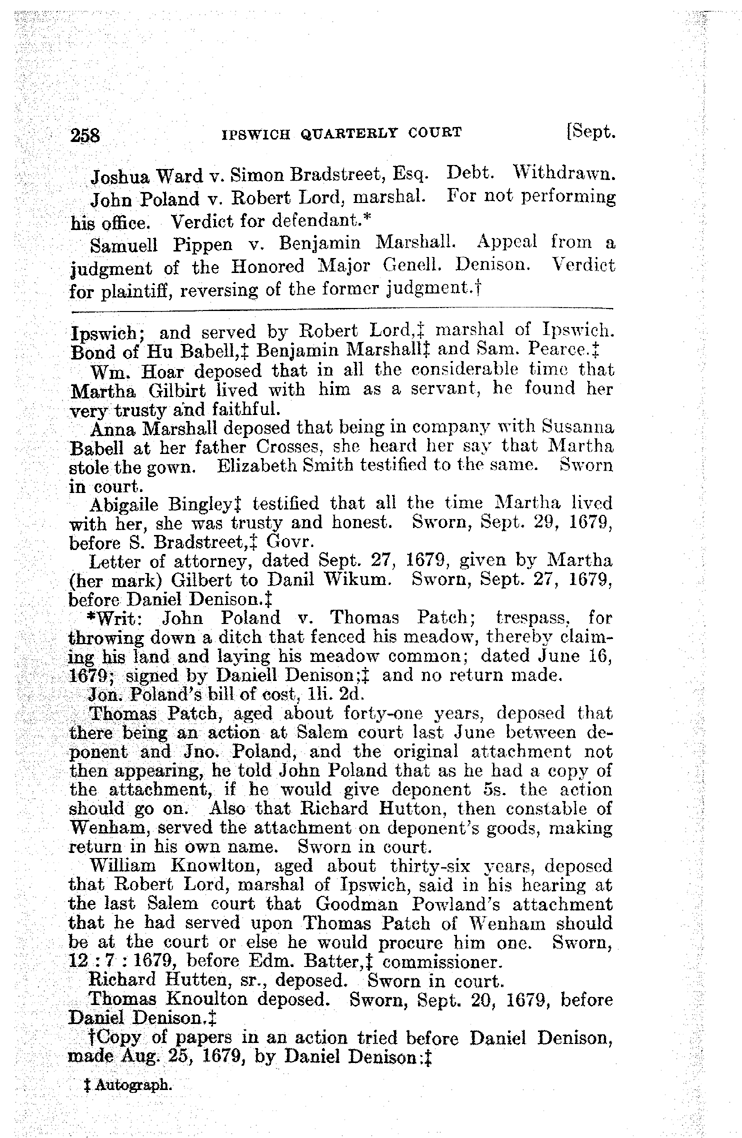 258 IPSWICH QUARTERLY COURT [Sept.
Joshua Ward v. Simon Bradstreet, Esq. Debt. Withdrawn.
John Poland v. Robert Lord, marshal. For not performing
his office. Verdict for defendant.*
Samuell Pippen v. Benjamin Marshall. Appeal from a
judgment of the Honored Major Genell. Denison. Verdict
for plaintiff, reversing of the former judgment.†
Ipswich; and served by Robert Lord,‡ marshal of Ipswich.
Bond of Hu Babell,‡ Benjamin Marshall‡ and Sam. Pearce.‡
Wm. Hoar deposed that in all the considerable time that
Martha Gilbirt lived with him as a servant, he found her
very trusty and faithful.
Anna Marshall deposed that being in company with Susanna
Babell at her father Crosses, she heard her say that Martha
stole the gown. Elizabeth Smith testified to the same. Sworn
in court.
Abigaile Bingley‡ testified that all the time Martha lived
with her, she was trusty and honest. Sworn, Sept. 29, 1679,
before S. Bradstreet,‡ Govr.
Letter of attorney, dated Sept. 27, 1679, given by Martha
(her mark) Gilbert to Danil Wikum. Sworn, Sept. 27, 1679,
before Daniel Denison.‡
*Writ: John Poland v. Thomas Patch; trespass, for
throwing down a ditch that fenced his meadow, thereby claim-
ing his land and laying his meadow common; dated June 16,
1679; signed by Daniell Denison;‡ and no return made.
Jon. Poland's bill of cost, 1li. 2d.
Thomas Patch, aged about forty-one years, deposed that
there being an action at Salem court last June between de-
ponent and Jno. Poland, and the original attachment not
then appearing, he told John Poland that as he had a copy of
the attachment, if he would give deponent 5s. the action
should go on. Also that Richard Hutton, then constable of
Wenham, served the attachment on deponent's goods, making
return in his own name. Sworn in court.
William Knowlton, aged about thirty-six years, deposed
that Robert Lord, marshal of Ipswich, said in his hearing at
the last Salem court that Goodman Powland's attachment
that he had served upon Thomas Patch of Wenham should
be at the court or else he would procure him one. Sworn,
12 : 7 : 1679, before Edm. Batter,‡ commissioner.
Richard Hutten, sr., deposed. Sworn in court.
Thomas Knoulton deposed. Sworn, Sept. 20, 1679, before
Daniel Denison.‡
†Copy of papers in an action tried before Daniel Denison,
made Aug. 25, 1679, by Daniel Denison:‡
‡ Autograph.